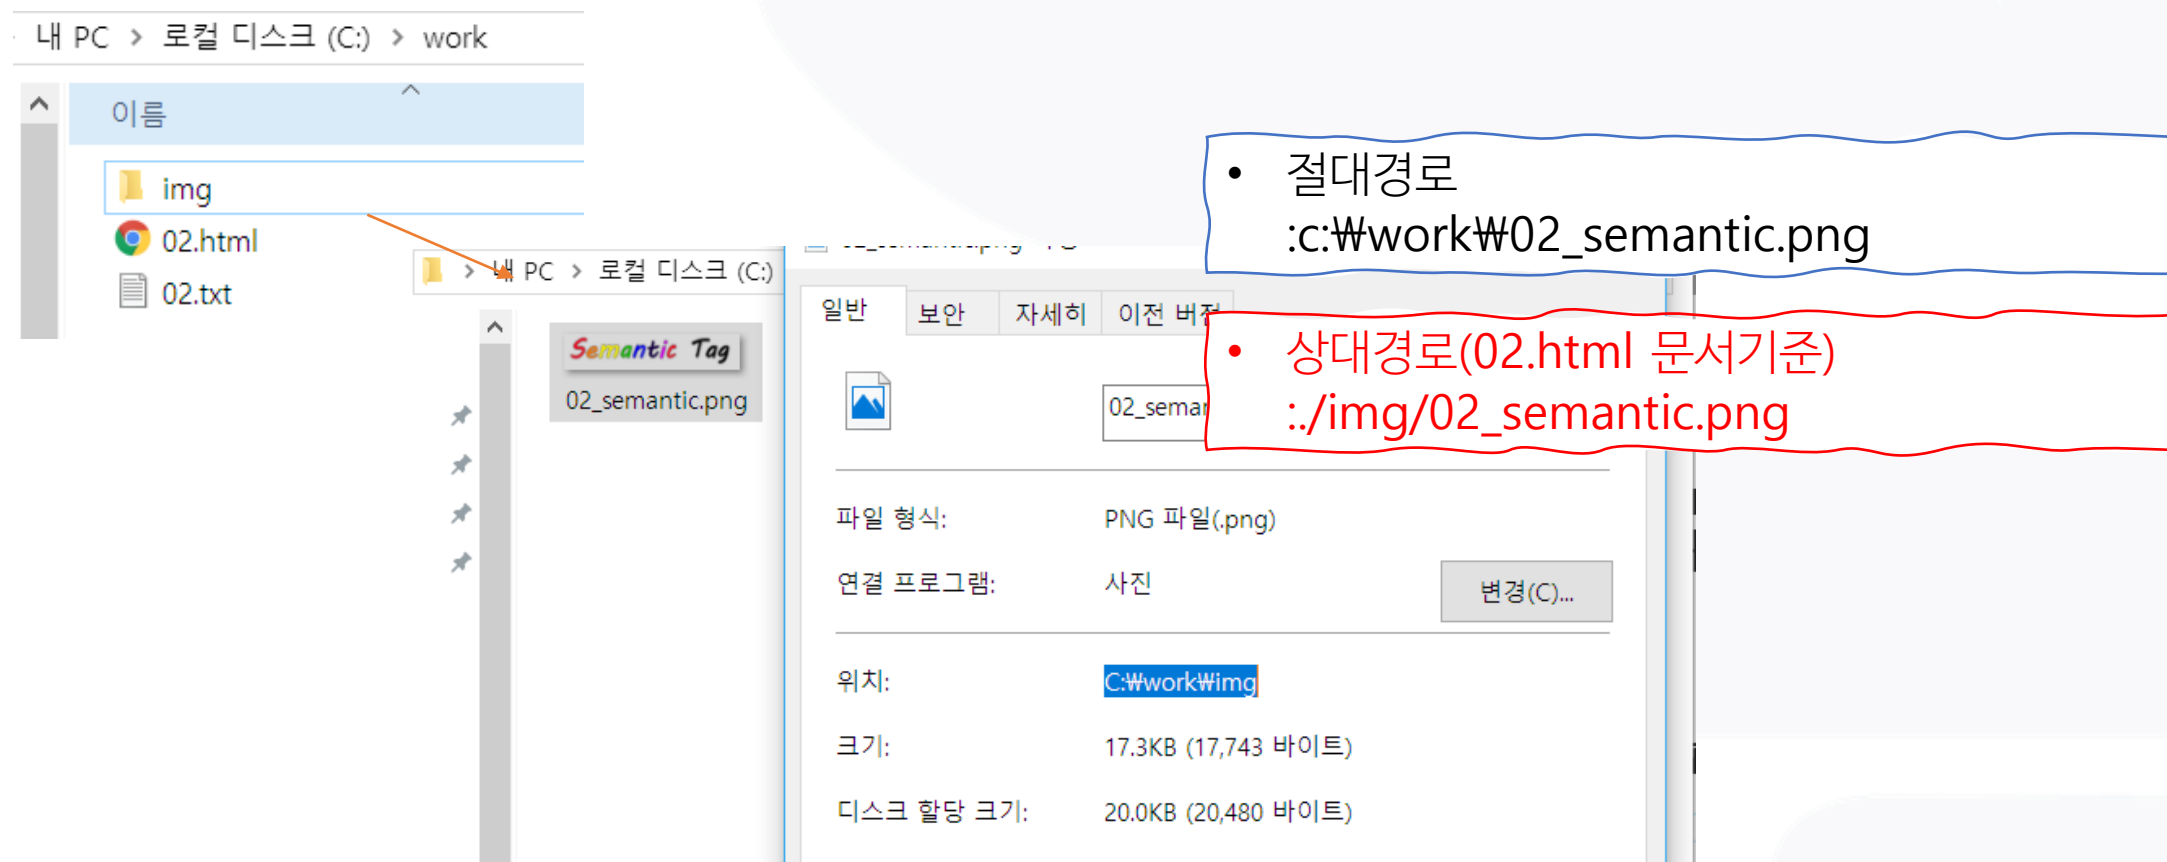 내 PC > 로컬 디스크 (C:) > work
이름
img
02.html
02.txt
> 내 PC > 로컬 디스크 (C:)
Semantic Tag
02_semantic.png
일반 보안 자세히 이전 버전
02_semar
파일 형식: PNG 파일(.png)
연결 프로그램: 사진
변경(C)...
위치: C:₩work₩img
크기: 17.3KB (17,743 바이트)
디스크 할당 크기: 20.0KB (20,480 바이트)
• 절대경로
:c:₩work₩02_semantic.png
• 상대경로(02.html 문서기준)
:./img/02_semantic.png